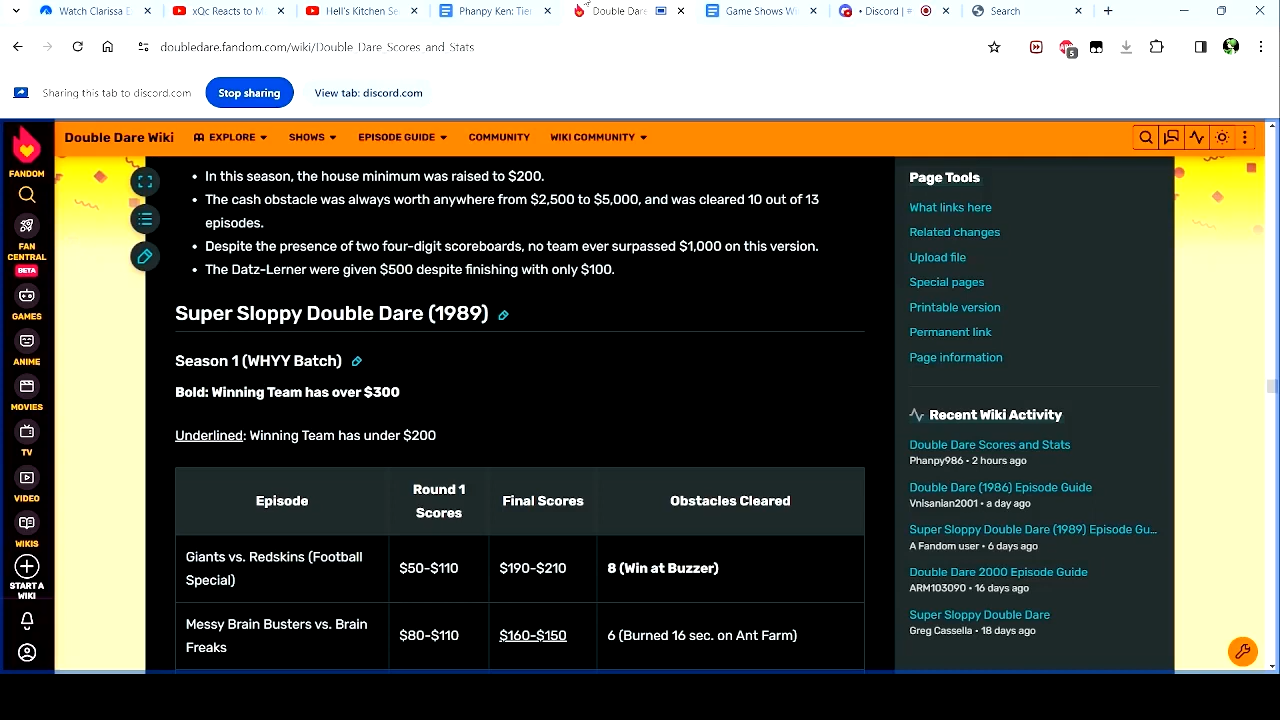 Watch Clarissa E
xQc Reacts to M
Hell's Kitchen Se
Phanpy Ken: Tier
Double Dare
Game Shows Wi
• Discord | #
Search
doubledare.fandom.com/wiki/Double_Dare_Scores_and_Stats
5
Sharing this tab to discord.com
Stop sharing
View tab: discord.com
FANDOM
FAN CENTRAL
BETA
GAMES
ANIME
MOVIES
TV
VIDEO
WIKIS
START A WIKI
Double Dare Wiki
EXPLORE
SHOWS
EPISODE GUIDE
COMMUNITY
WIKI COMMUNITY
• In this season, the house minimum was raised to $200.
• The cash obstacle was always worth anywhere from $2,500 to $5,000, and was cleared 10 out of 13
episodes.
• Despite the presence of two four-digit scoreboards, no team ever surpassed $1,000 on this version.
• The Datz-Lerner were given $500 despite finishing with only $100.
Super Sloppy Double Dare (1989)
Season 1 (WHYY Batch)
Bold: Winning Team has over $300
Underlined: Winning Team has under $200
Episode
Round 1
Scores
Final Scores
Obstacles Cleared
Giants vs. Redskins (Football
Special)
$50-$110
$190-$210
8 (Win at Buzzer)
Messy Brain Busters vs. Brain
Freaks
$80-$110
$160-$150
6 (Burned 16 sec. on Ant Farm)
Page Tools
What links here
Related changes
Upload file
Special pages
Printable version
Permanent link
Page information
Recent Wiki Activity
Double Dare Scores and Stats
Phanpy986 • 2 hours ago
Double Dare (1986) Episode Guide
Vnisanian2001 • a day ago
Super Sloppy Double Dare (1989) Episode Gu...
A Fandom user • 6 days ago
Double Dare 2000 Episode Guide
ARM103090 • 16 days ago
Super Sloppy Double Dare
Greg Cassella • 18 days ago